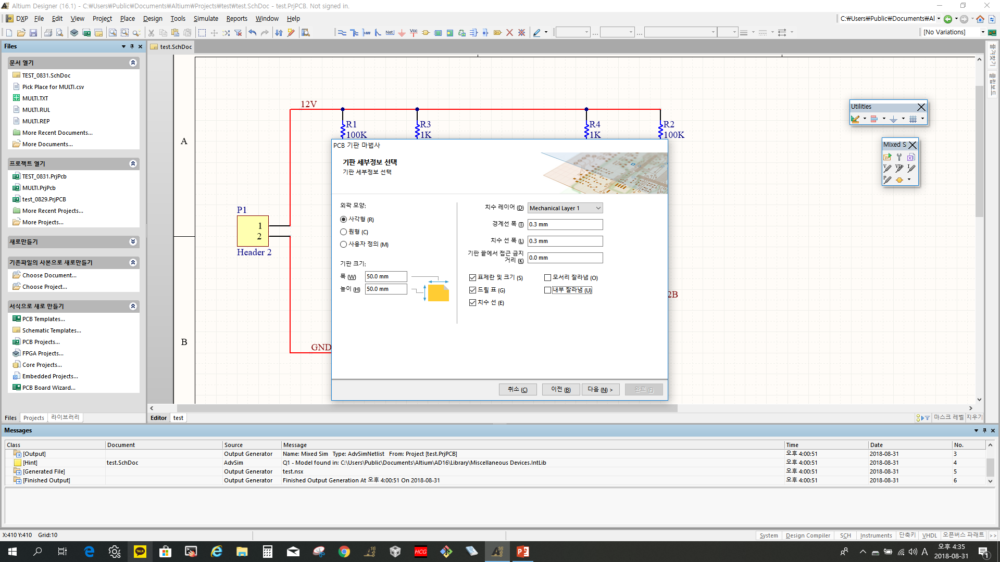 Altium Designer (16.1) - C:₩Users₩Public₩Documents₩Altium₩Projects₩test₩test.SchDoc - test.PrjPCB. Not signed in.
DXP File Edit View Project Place Design Tools Simulate Reports Window Help
C:₩Users₩Public₩Documents₩Al
[No Variations]
Files
test.SchDoc
문서 열기
TEST_0831.SchDoc
Pick Place for MULTI.csv
MULTI.TXT
MULTI.RUL
MULTI.REP
More Recent Documents...
More Documents...
프로젝트 열기
TEST_0831.PrjPcb
MULTI.PrjPcb
test_0829.PrjPCB
More Recent Projects...
More Projects...
새로만들기
기존파일의 사본으로 새로만들기
Choose Document...
Choose Project...
서식으로 새로 만들기
PCB Templates...
Schematic Templates...
PCB Projects...
FPGA Projects...
Core Projects...
Embedded Projects...
PCB Board Wizard...
Files Projects 라이브러리
A
B
12V
R1
100K
R3
1K
R4
1K
R2
100K
P1
1
2
Header 2
GND
2B
Utilities
Mixed S
즐겨찾기
클립보드
PCB 기판 마법사
기판 세부정보 선택
기판 세부정보 선택
외곽 모양:
사각형 (R)
원형 (C)
사용자 정의 (M)
기판 크기:
폭 (W) 50.0 mm
높이 (H) 50.0 mm
치수 레이어 (D) Mechanical Layer 1
경계선 폭 (T) 0.3 mm
치수 선 폭 (L) 0.3 mm
기판 끝에서 접근 금지
거리 (K) 0.0 mm
표제란 및 크기 (S) 모서리 잘라냄 (O)
드릴 표 (G) 내부 잘라냄 (U)
치수 선 (E)
취소 (C) 이전 (B) 다음 (N) > 완료 (F)
Editor test
마스크 레벨 지우기
Messages
Class Document Source Message Time Date No.
[Output] Output Generator Name: Mixed Sim Type: AdvSimNetlist From: Project [test.PrjPCB] 오후 4:00:51 2018-08-31 3
[Hint] test.SchDoc AdvSim Q1 - Model found in: C:\Users\Public\Documents\Altium\AD16\Library\Miscellaneous Devices.IntLib 오후 4:00:51 2018-08-31 4
[Generated File] Output Generator test.nsx 오후 4:00:51 2018-08-31 5
[Finished Output] Output Generator Finished Output Generation At 오후 4:00:51 On 2018-08-31 오후 4:00:51 2018-08-31 6
X:410 Y:410 Grid:10
System Design Compiler SCH Instruments 단축키 VHDL 오픈버스 파래트 >>
TALK
HCG
A
오후 4:35
2018-08-31
1